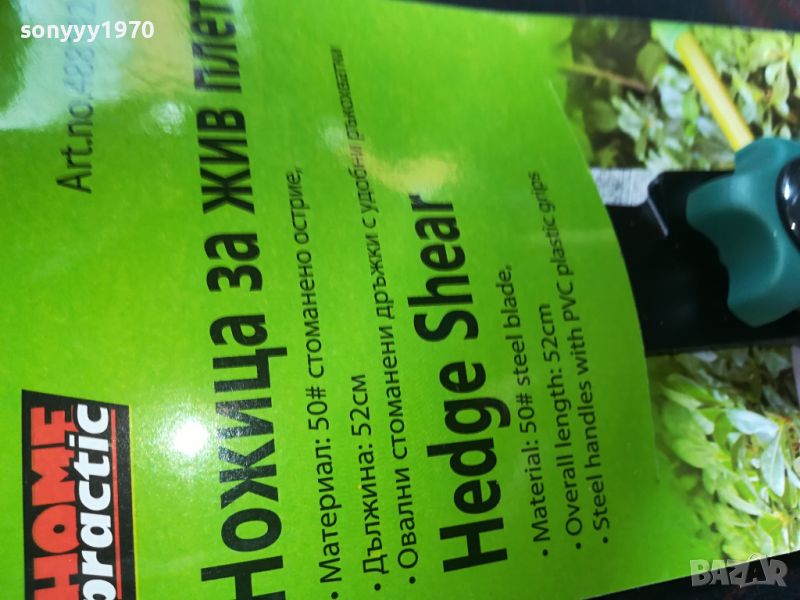 sonyyy1970
HOME
practic
Art.no.
Ножица за жив плет
• Материал: 50# стоманено острие,
• Дължина: 52см
• Овални стоманени дръжки с удобни ръкохватки
Hedge Shear
• Material: 50# steel blade,
• Overall length: 52cm
• Steel handles with PVC plastic grips
BAZAR